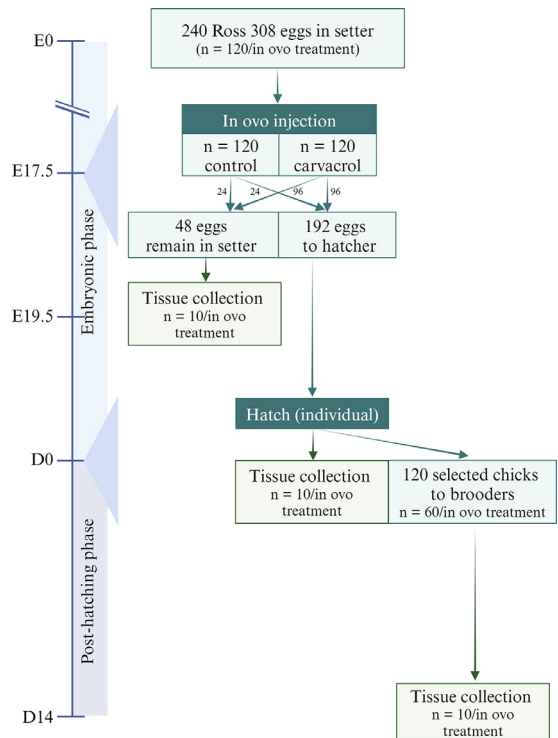 E0
240 Ross 308 eggs in setter
(n = 120/in ovo treatment)
In ovo injection
n = 120
control
n = 120
carvacrol
E17.5
24
24
96
96
48 eggs
remain in setter
192 eggs
to hatcher
Embryonic phase
Tissue collection
n = 10/in ovo
treatment
E19.5
Hatch (individual)
D0
Tissue collection
n = 10/in ovo
treatment
120 selected chicks
to brooders
n = 60/in ovo treatment
Post-hatching phase
Tissue collection
n = 10/in ovo
treatment
D14